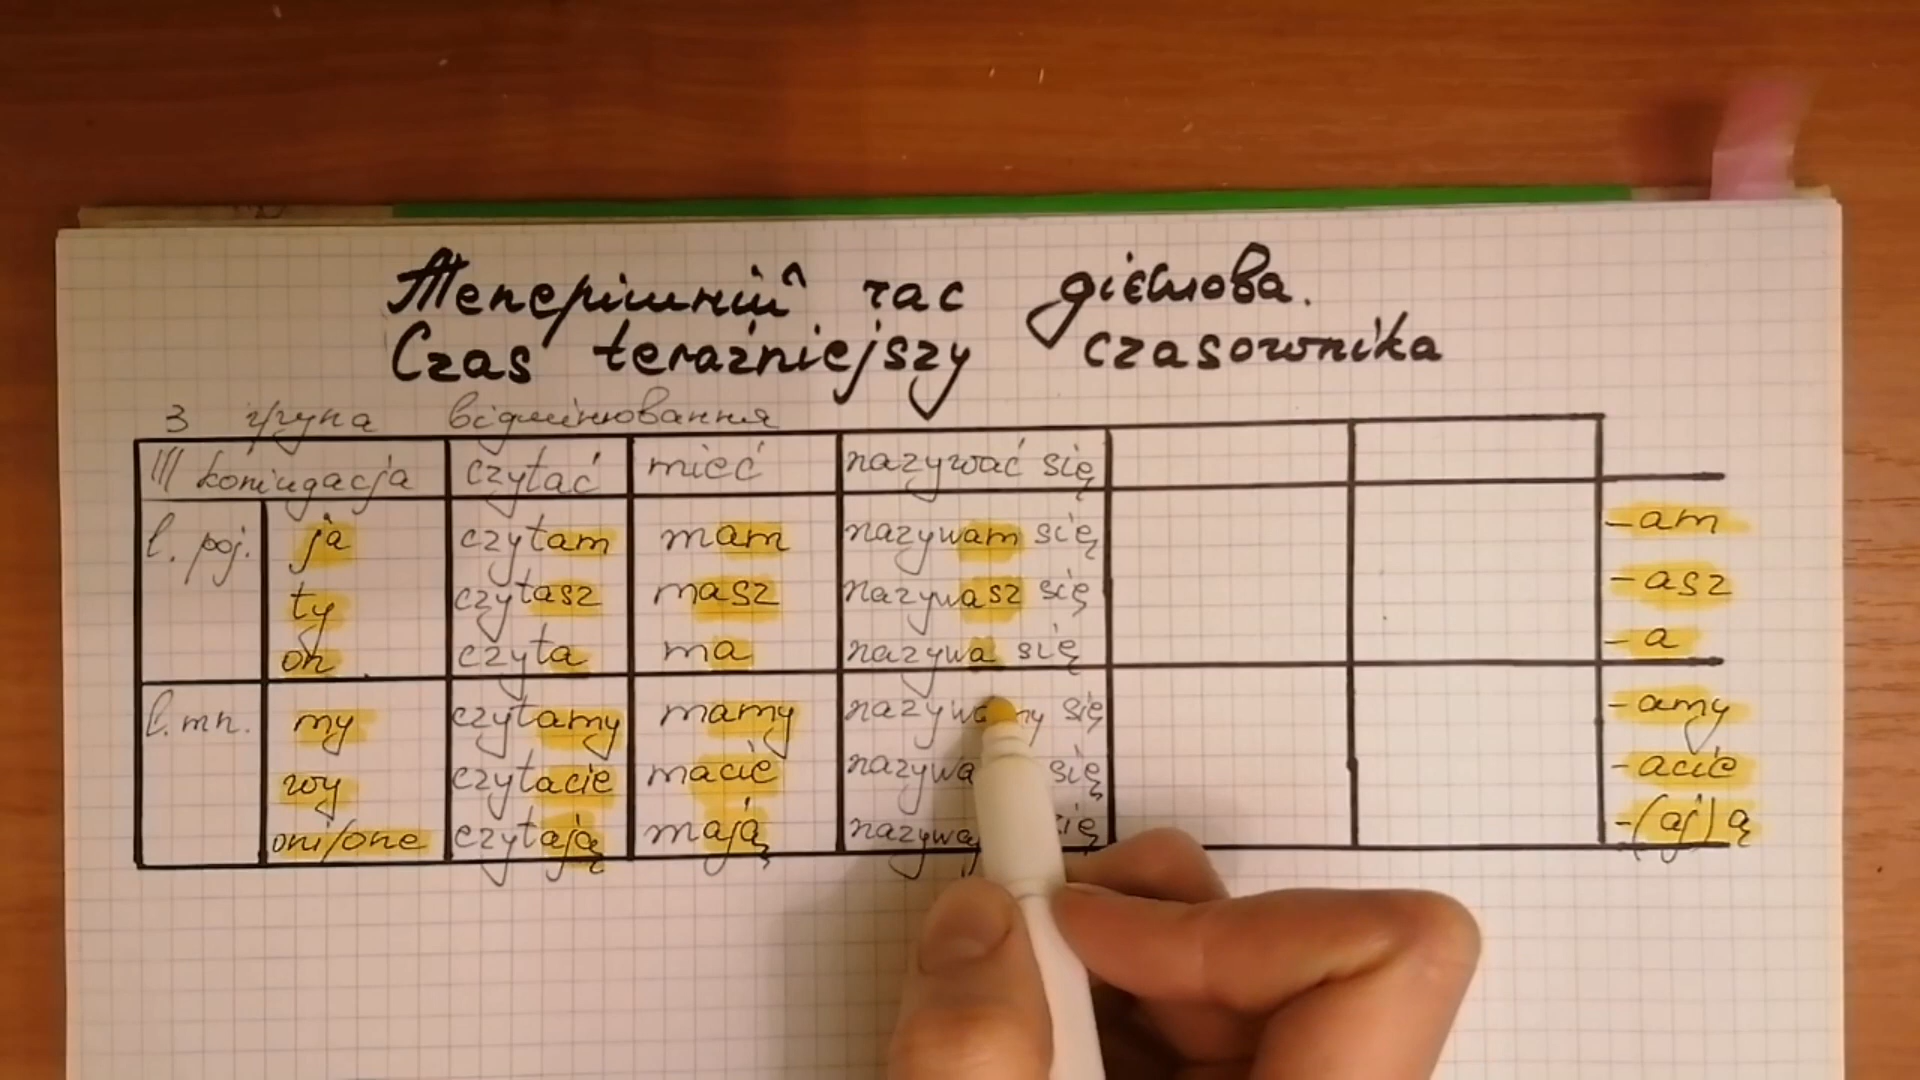 Теперішній час дієслова.
Czas teraźniejszy czasownika
3 група відмінювання
III koniugacja czytać mieć nazywać się
l. poj. ja czytam mam nazywam się -am
ty czytasz masz nazywasz się -asz
on czyta ma nazywa się -a
l. mn. my czytamy mamy nazywamy się -amy
wy czytacie macie się -acie
oni/one czytają mają -(aj)ą